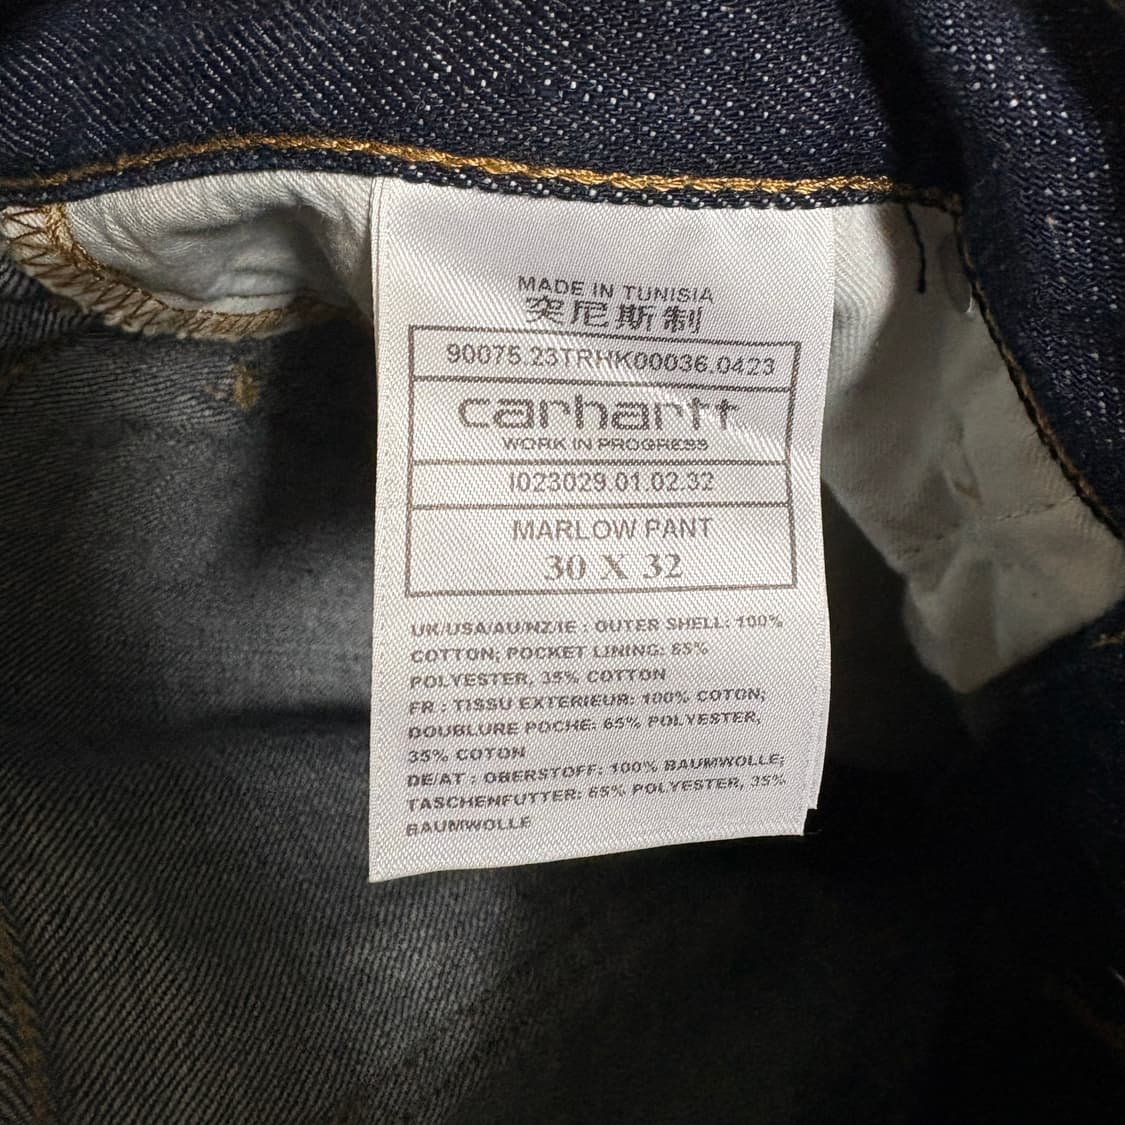 MADE IN TUNISIA
突尼斯制
90075.23TRHK00036.0423
carhartt
WORK IN PROGRESS
I023029.01.02.32
MARLOW PANT
30 X 32
UK/USA/AU/NZ/IE : OUTER SHELL: 100%
COTTON; POCKET LINING: 65%
POLYESTER, 35% COTTON
FR : TISSU EXTERIEUR: 100% COTON;
DOUBLURE POCHE: 65% POLYESTER,
35% COTON
DE/AT : OBERSTOFF: 100% BAUMWOLLE;
TASCHENFUTTER: 65% POLYESTER, 35%
BAUMWOLLE